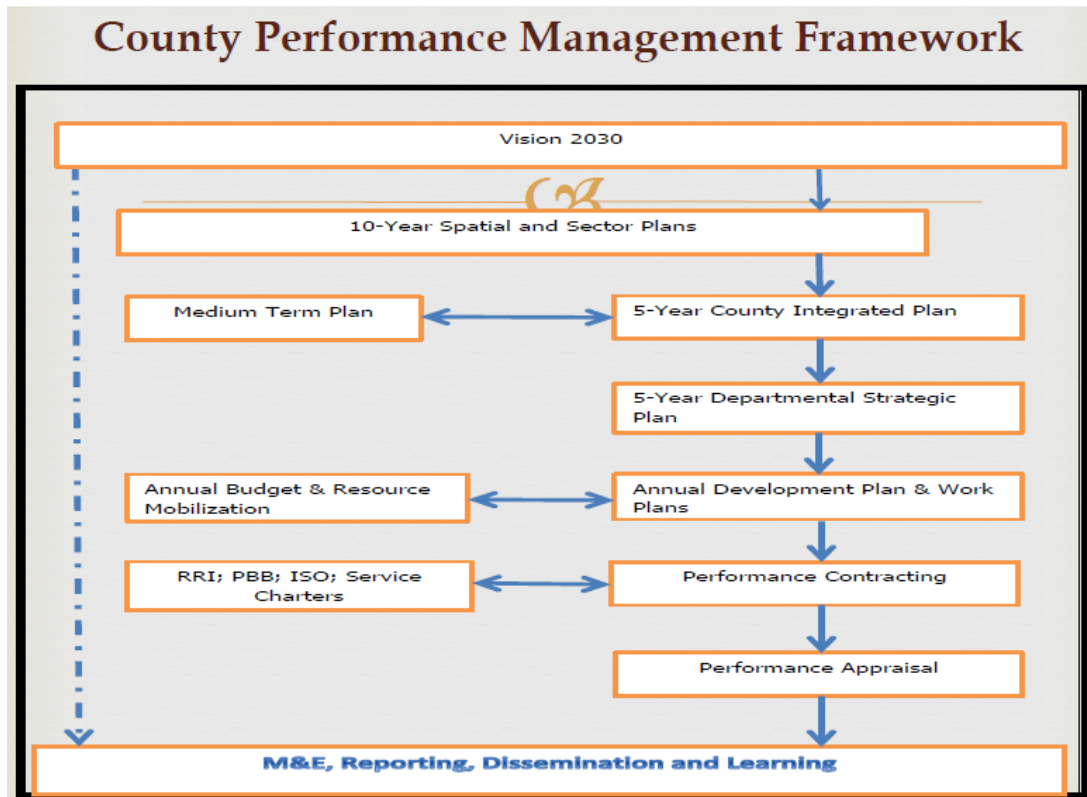 County Performance Management Framework
Vision 2030
10-Year Spatial and Sector Plans
Medium Term Plan
5-Year County Integrated Plan
5-Year Departmental Strategic
Plan
Annual Budget & Resource
Mobilization
Annual Development Plan & Work
Plans
RRI; PBB; ISO; Service
Charters
Performance Contracting
Performance Appraisal
M&E, Reporting, Dissemination and Learning